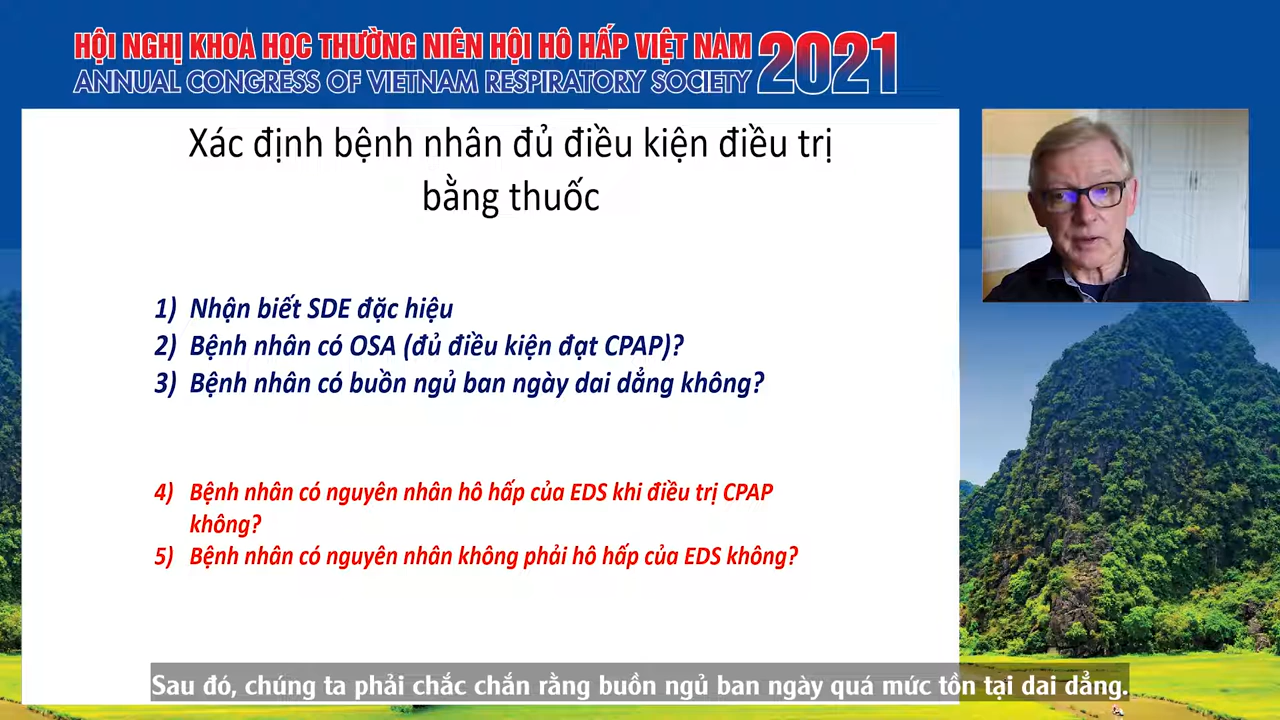 HỘI NGHỊ KHOA HỌC THƯỜNG NIÊN HỘI HÔ HẤP VIỆT NAM 2021
ANNUAL CONGRESS OF VIETNAM RESPIRATORY SOCIETY
Xác định bệnh nhân đủ điều kiện điều trị
bằng thuốc
1) Nhận biết SDE đặc hiệu
2) Bệnh nhân có OSA (đủ điều kiện đạt CPAP)?
3) Bệnh nhân có buồn ngủ ban ngày dai dẳng không?
4) Bệnh nhân có nguyên nhân hô hấp của EDS khi điều trị CPAP
không?
5) Bệnh nhân có nguyên nhân không phải hô hấp của EDS không?
Sau đó, chúng ta phải chắc chắn rằng buồn ngủ ban ngày quá mức tồn tại dai dẳng.